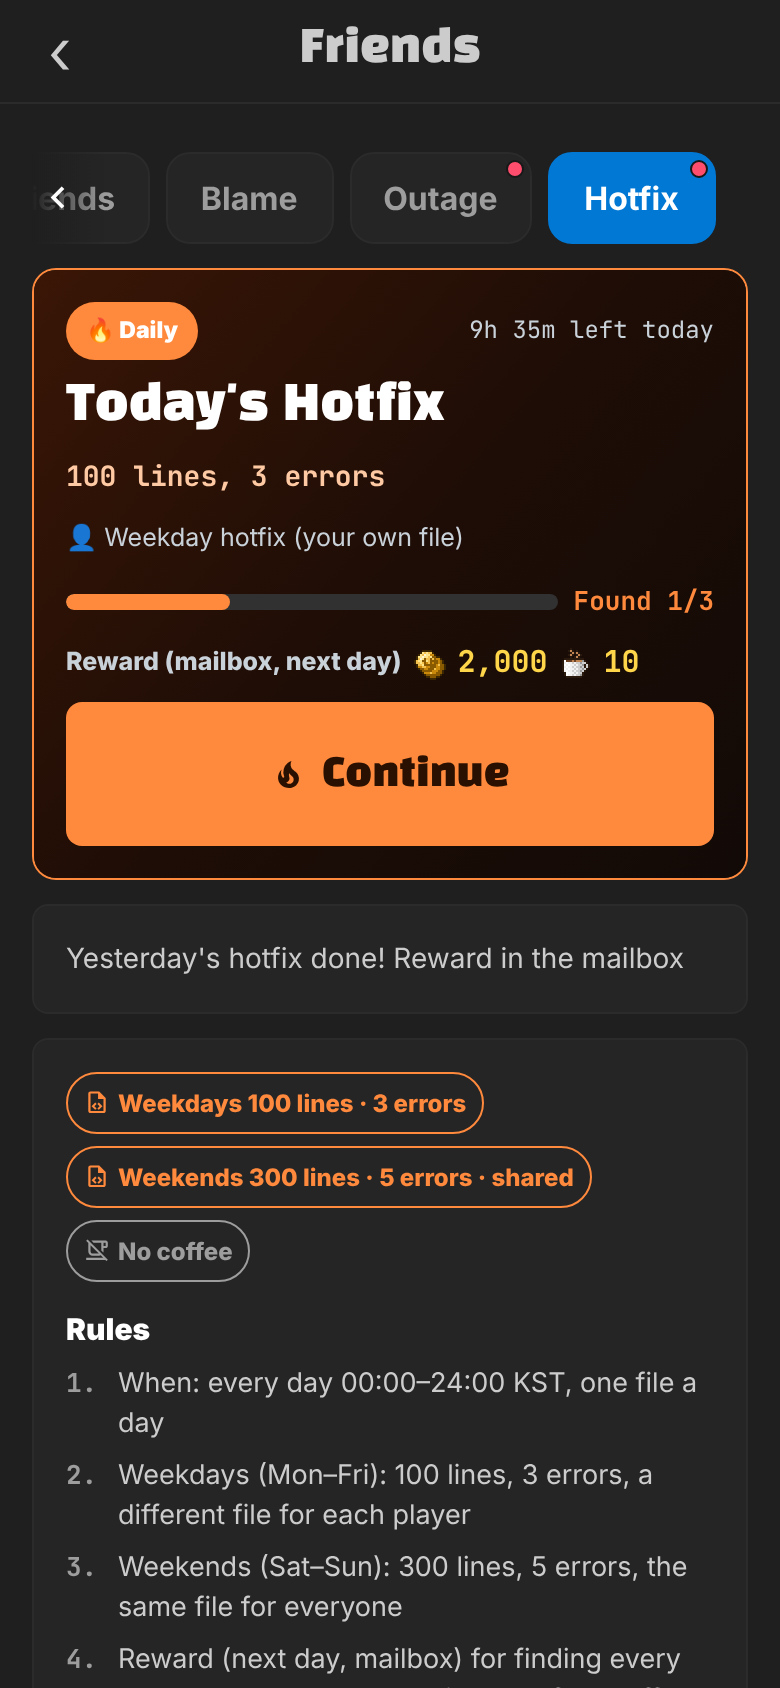 Friends
ends
Blame
Outage
Hotfix
Daily
9h 35m left today
Today's Hotfix
100 lines, 3 errors
Weekday hotfix (your own file)
Found 1/3
Reward (mailbox, next day) 2,000 10
Continue
Yesterday's hotfix done! Reward in the mailbox
Weekdays 100 lines · 3 errors
Weekends 300 lines · 5 errors · shared
No coffee
Rules
1. When: every day 00:00–24:00 KST, one file a
day
2. Weekdays (Mon–Fri): 100 lines, 3 errors, a
different file for each player
3. Weekends (Sat–Sun): 300 lines, 5 errors, the
same file for everyone
4. Reward (next day, mailbox) for finding every